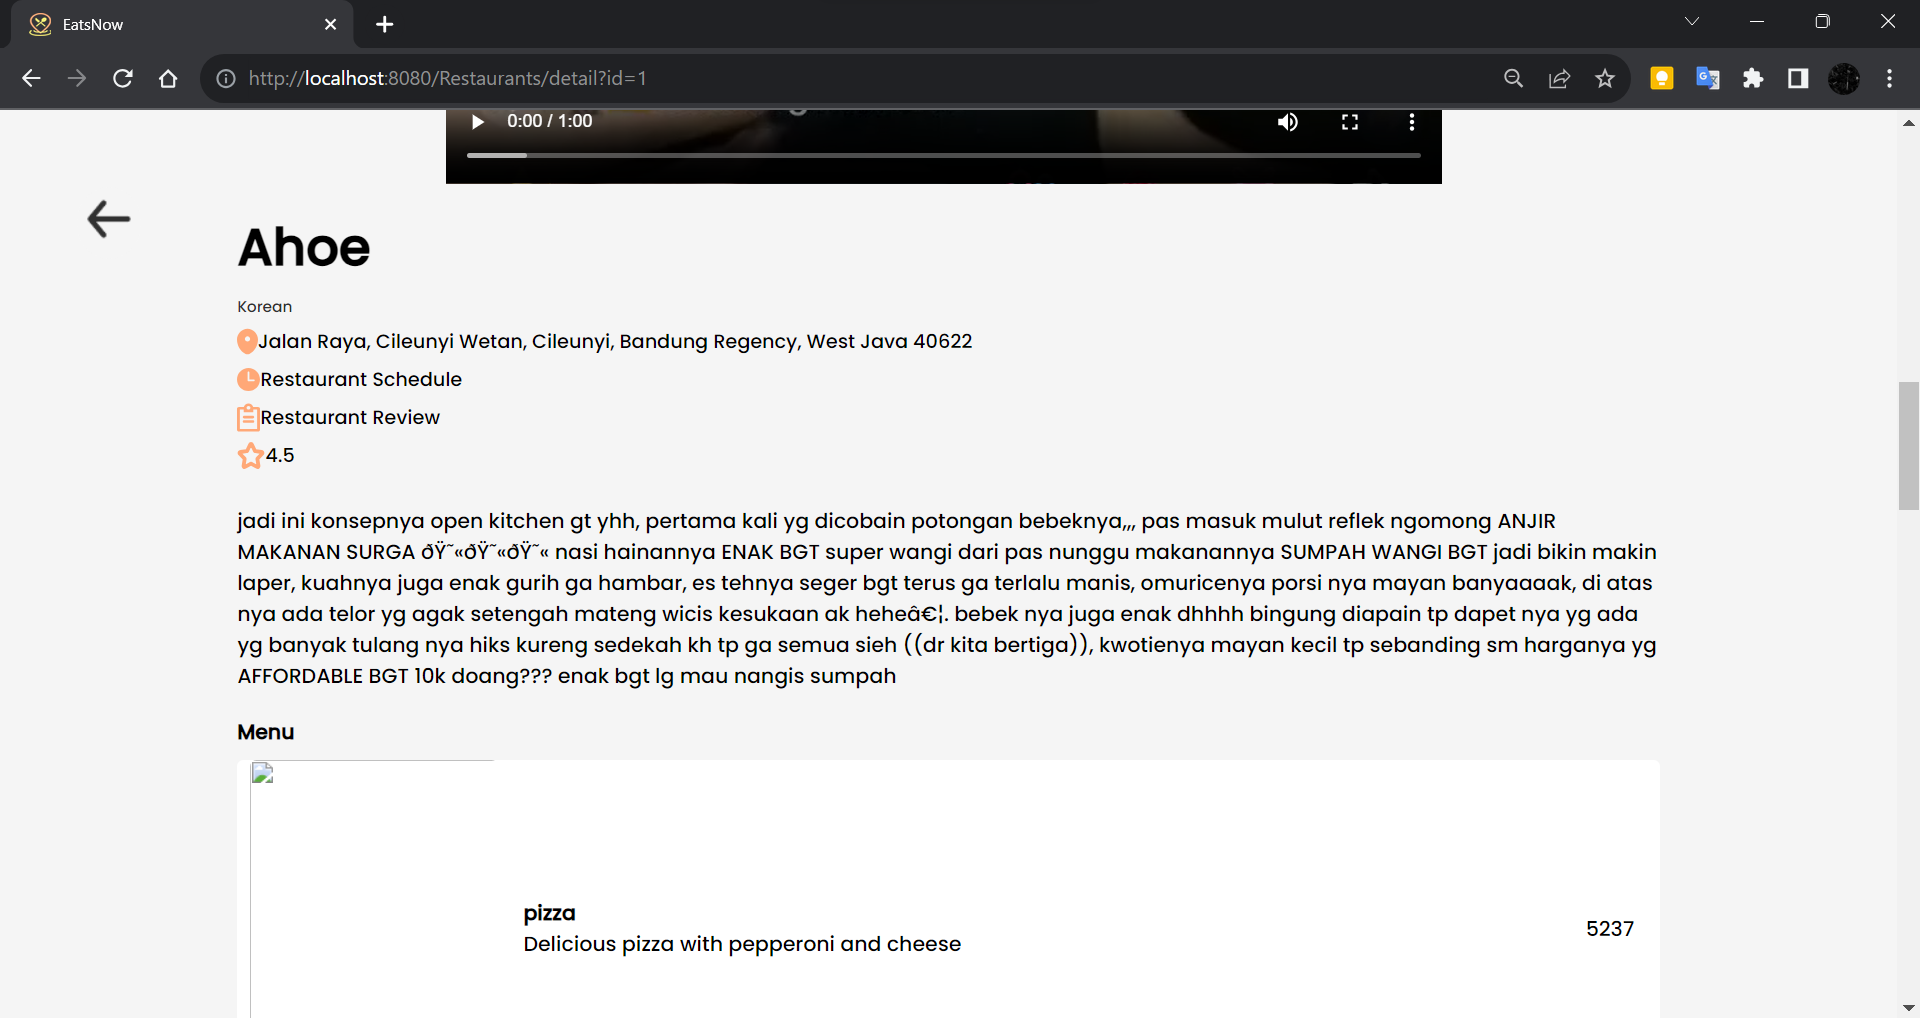 EatsNow
http://localhost:8080/Restaurants/detail?id=1
0:00 / 1:00
Ahoe
Korean
Jalan Raya, Cileunyi Wetan, Cileunyi, Bandung Regency, West Java 40622
Restaurant Schedule
Restaurant Review
4.5
jadi ini konsepnya open kitchen gt yhh, pertama kali yg dicobain potongan bebeknya,,, pas masuk mulut reflek ngomong ANJIR
MAKANAN SURGA ðŸ˜«ðŸ˜«ðŸ˜« nasi hainannya ENAK BGT super wangi dari pas nunggu makanannya SUMPAH WANGI BGT jadi bikin makin
laper, kuahnya juga enak gurih ga hambar, es tehnya seger bgt terus ga terlalu manis, omuricenya porsi nya mayan banyaaaak, di atas
nya ada telor yg agak setengah mateng wicis kesukaan ak heheâ€¦. bebek nya juga enak dhhhh bingung diapain tp dapet nya yg ada
yg banyak tulang nya hiks kureng sedekah kh tp ga semua sieh ((dr kita bertiga)), kwotienya mayan kecil tp sebanding sm harganya yg
AFFORDABLE BGT 10k doang??? enak bgt lg mau nangis sumpah
Menu
pizza
Delicious pizza with pepperoni and cheese
5237